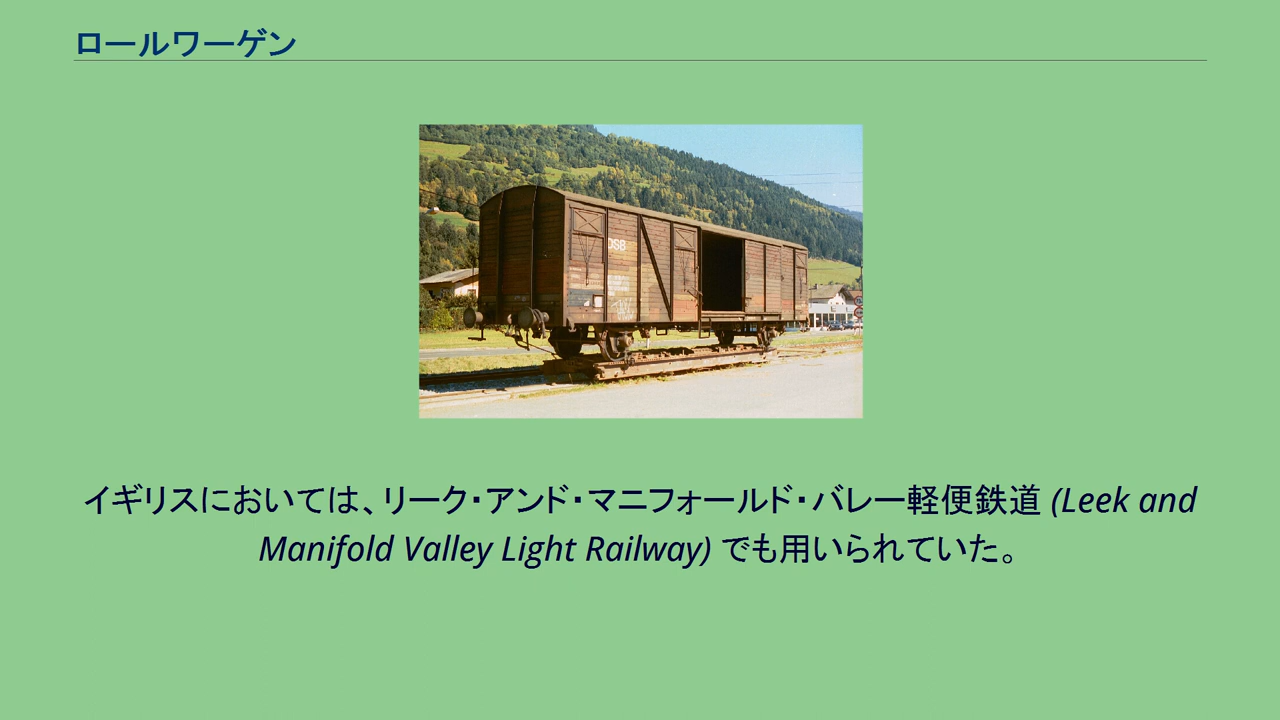 ロールワーゲン
ÖSB
イギリスにおいては、リーク・アンド・マニフォールド・バレー軽便鉄道 (Leek and
Manifold Valley Light Railway) でも用いられていた。